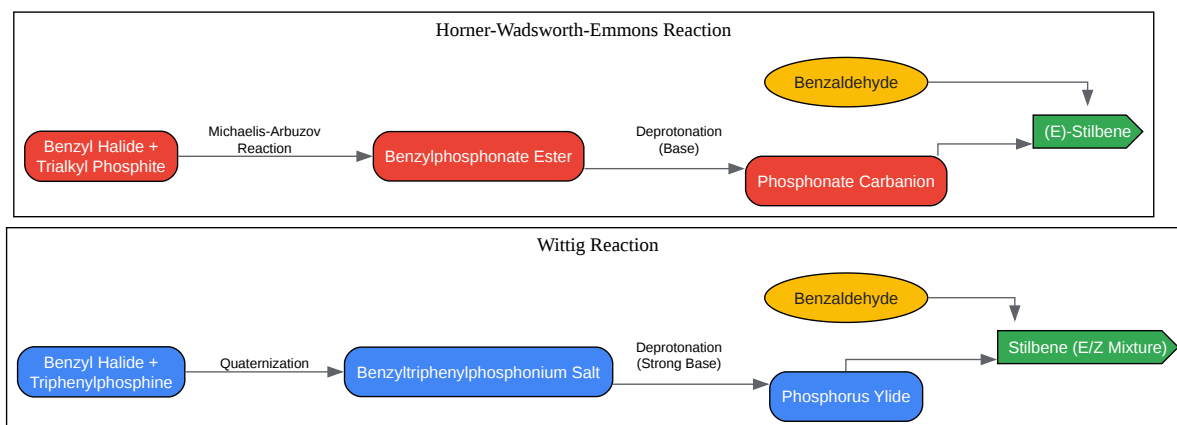 Horner-Wadsworth-Emmons Reaction
Benzaldehyde
Benzyl Halide +
Trialkyl Phosphite
Michaelis-Arbuzov
Reaction
Benzylphosphonate Ester
Deprotonation
(Base)
Phosphonate Carbanion
(E)-Stilbene
Wittig Reaction
Benzaldehyde
Benzyl Halide +
Triphenylphosphine
Quaternization
Benzyltriphenylphosphonium Salt
Deprotonation
(Strong Base)
Phosphorus Ylide
Stilbene (E/Z Mixture)